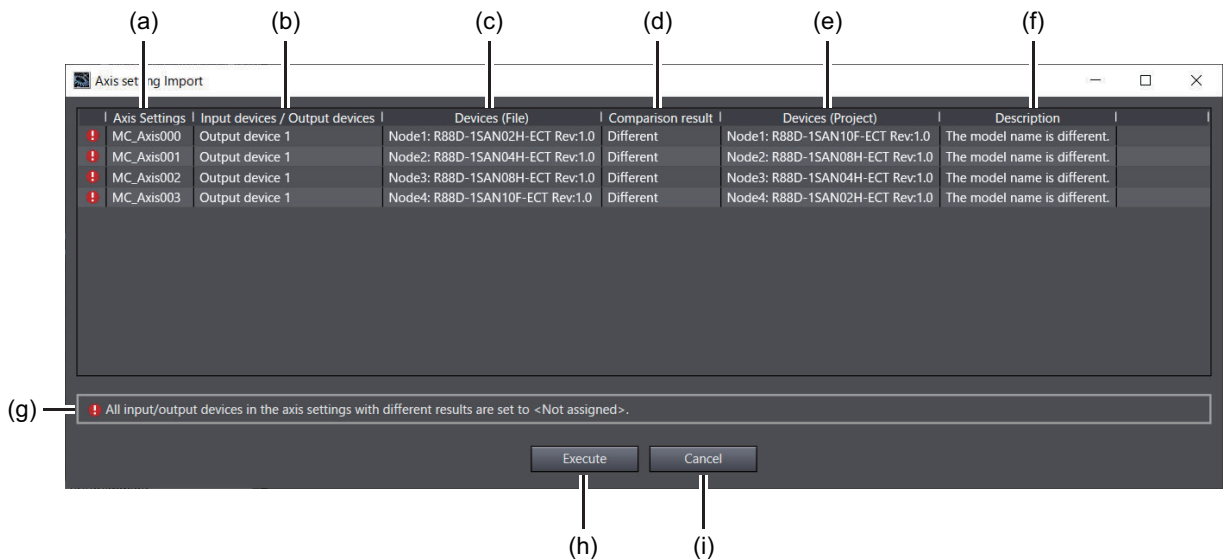 (a) (b) (c) (d) (e) (f)
Axis setting Import
Axis Settings Input devices / Output devices Devices (File) Comparison result Devices (Project) Description
MC_Axis000 Output device 1 Node1: R88D-1SAN02H-ECT Rev:1.0 Different Node1: R88D-1SAN10F-ECT Rev:1.0 The model name is different.
MC_Axis001 Output device 1 Node2: R88D-1SAN04H-ECT Rev:1.0 Different Node2: R88D-1SAN08H-ECT Rev:1.0 The model name is different.
MC_Axis002 Output device 1 Node3: R88D-1SAN08H-ECT Rev:1.0 Different Node3: R88D-1SAN04H-ECT Rev:1.0 The model name is different.
MC_Axis003 Output device 1 Node4: R88D-1SAN10F-ECT Rev:1.0 Different Node4: R88D-1SAN02H-ECT Rev:1.0 The model name is different.
(g) All input/output devices in the axis settings with different results are set to <Not assigned>.
Execute Cancel
(h) (i)